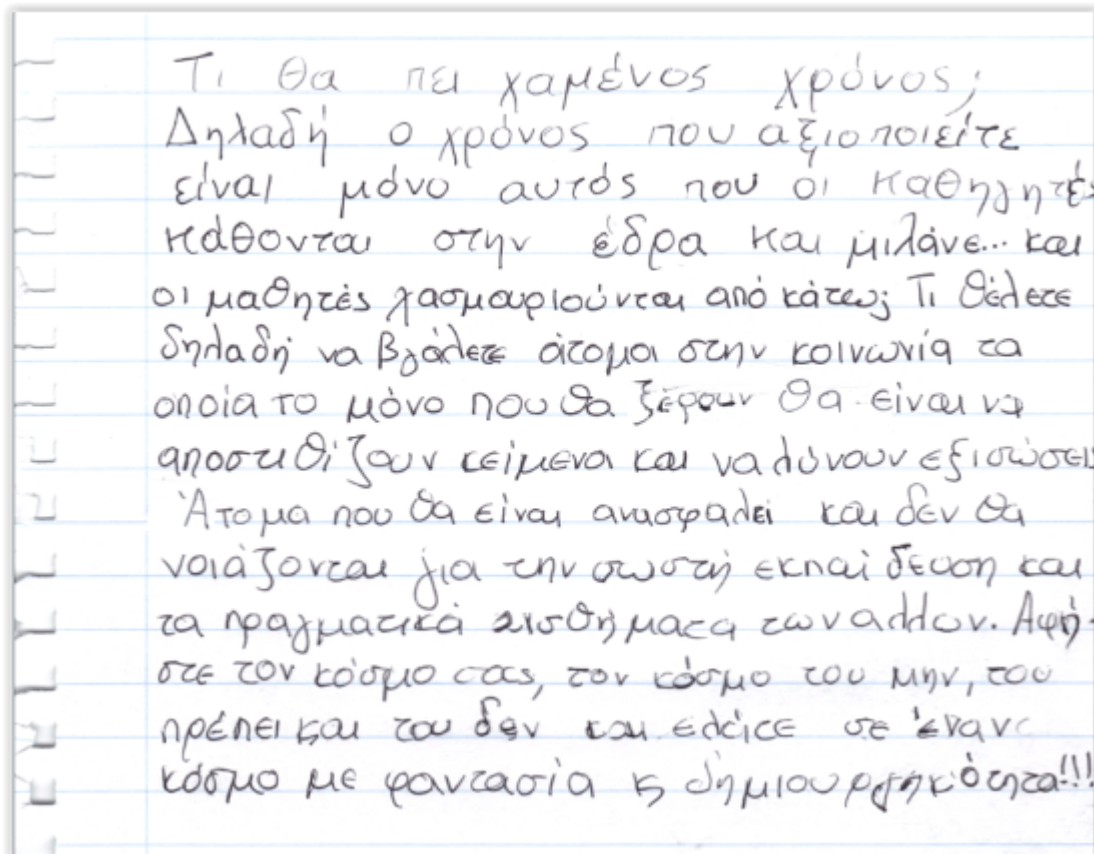 Τι θα πει χαμένος χρόνος;
Δηλαδή ο χρόνος που αξιοποιείτε
είναι μόνο αυτός που οι καθηγητές
κάθονται στην έδρα και μιλάνε... και
οι μαθητές χασμουριούνται από κάτω; Τι θέλετε
δηλαδή να βγάλετε άτομα στην κοινωνία τα
οποία το μόνο που θα ξέρουν θα είναι να
αποστιθίζουν κείμενα και να λύνουν εξισώσεις
Άτομα που θα είναι ανασφαλει και δεν θα
νοιάζονται για την σωστή εκπαίδευση και
τα πραγματικά αισθήματα των αλλων. Αφή-
στε τον κόσμο σας, τον κόσμο του μην, του
πρέπει και του δεν και ελάτε σε έναν
κόσμο με φαντασία κ δημιουργηκότητα!!!